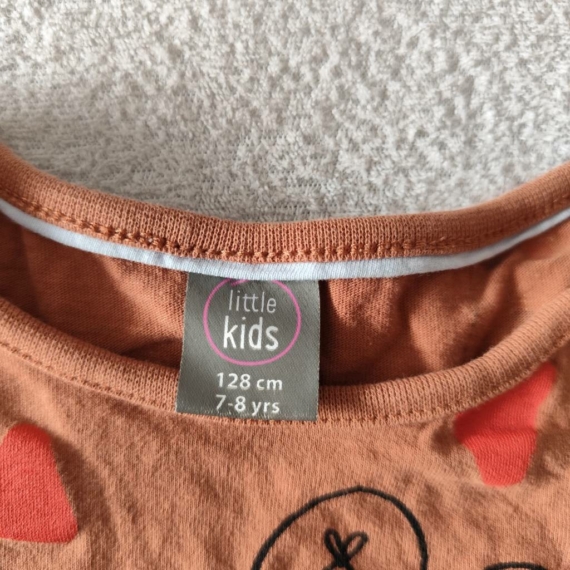 little
kids
128 cm
7-8 yrs